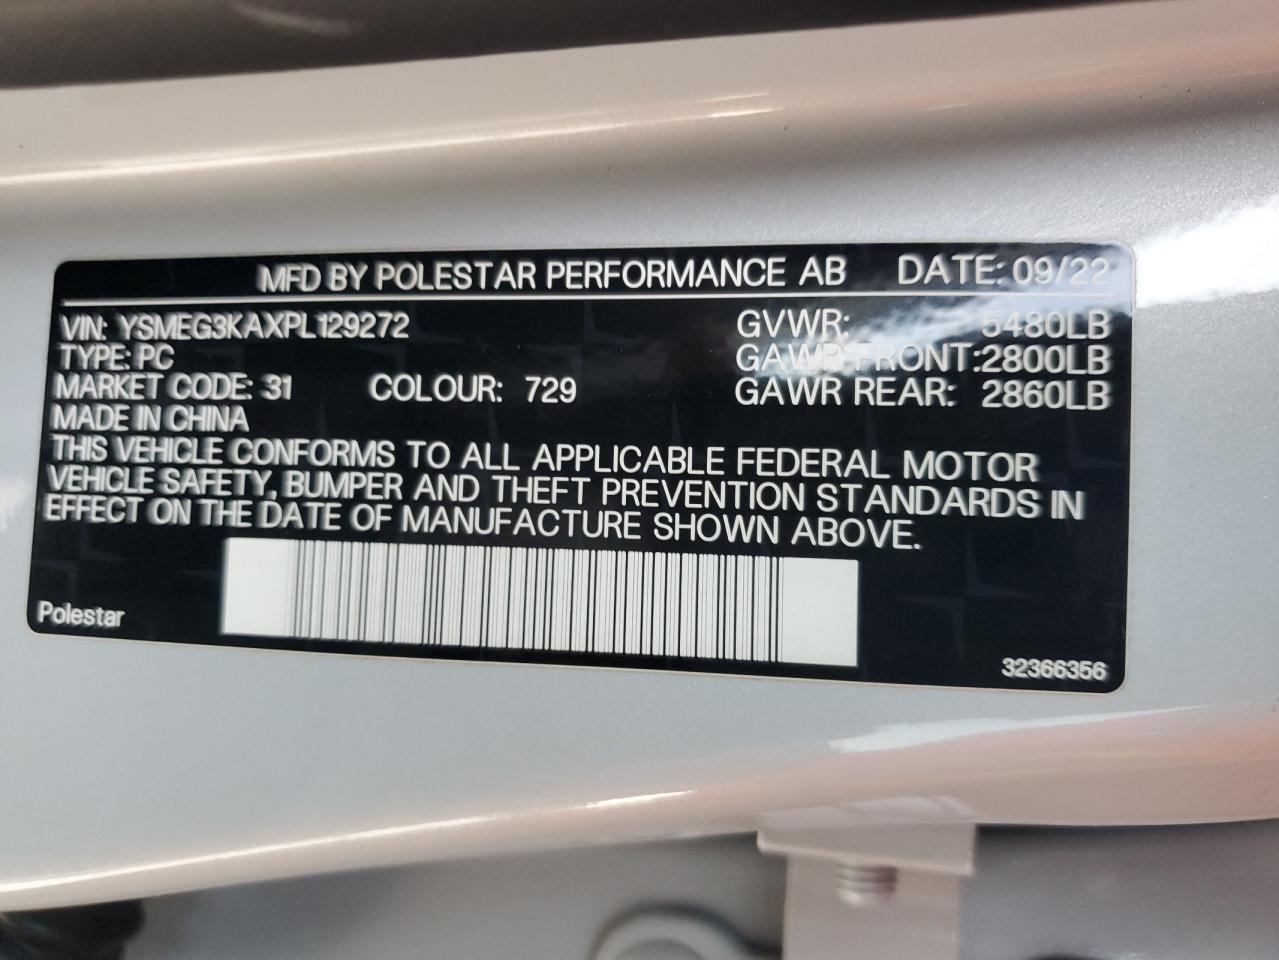 MFD BY POLESTAR PERFORMANCE AB DATE: 09/22
VIN: YSMEG3KAXPL129272 GVWR: 5480LB
TYPE: PC GAWR FRONT: 2800LB
MARKET CODE: 31 COLOUR: 729 GAWR REAR: 2860LB
MADE IN CHINA
THIS VEHICLE CONFORMS TO ALL APPLICABLE FEDERAL MOTOR
VEHICLE SAFETY, BUMPER AND THEFT PREVENTION STANDARDS IN
EFFECT ON THE DATE OF MANUFACTURE SHOWN ABOVE.
Polestar
32366356